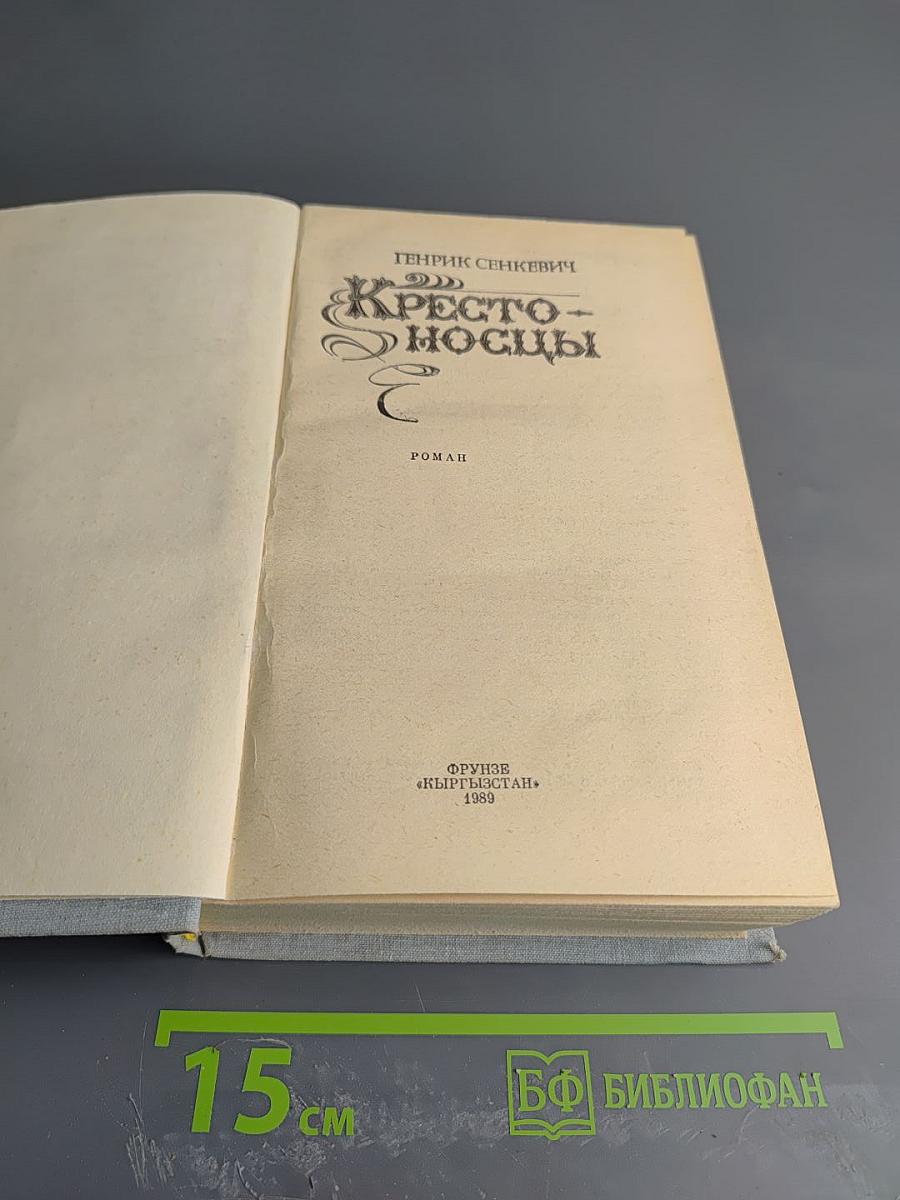 ГЕНРИК СЕНКЕВИЧ
КРЕСТО-
НОСЦЫ
РОМАН
ФРУНЗЕ
«КЫРГЫЗСТАН»
1989
15 см
БФ БИБЛИОФАН